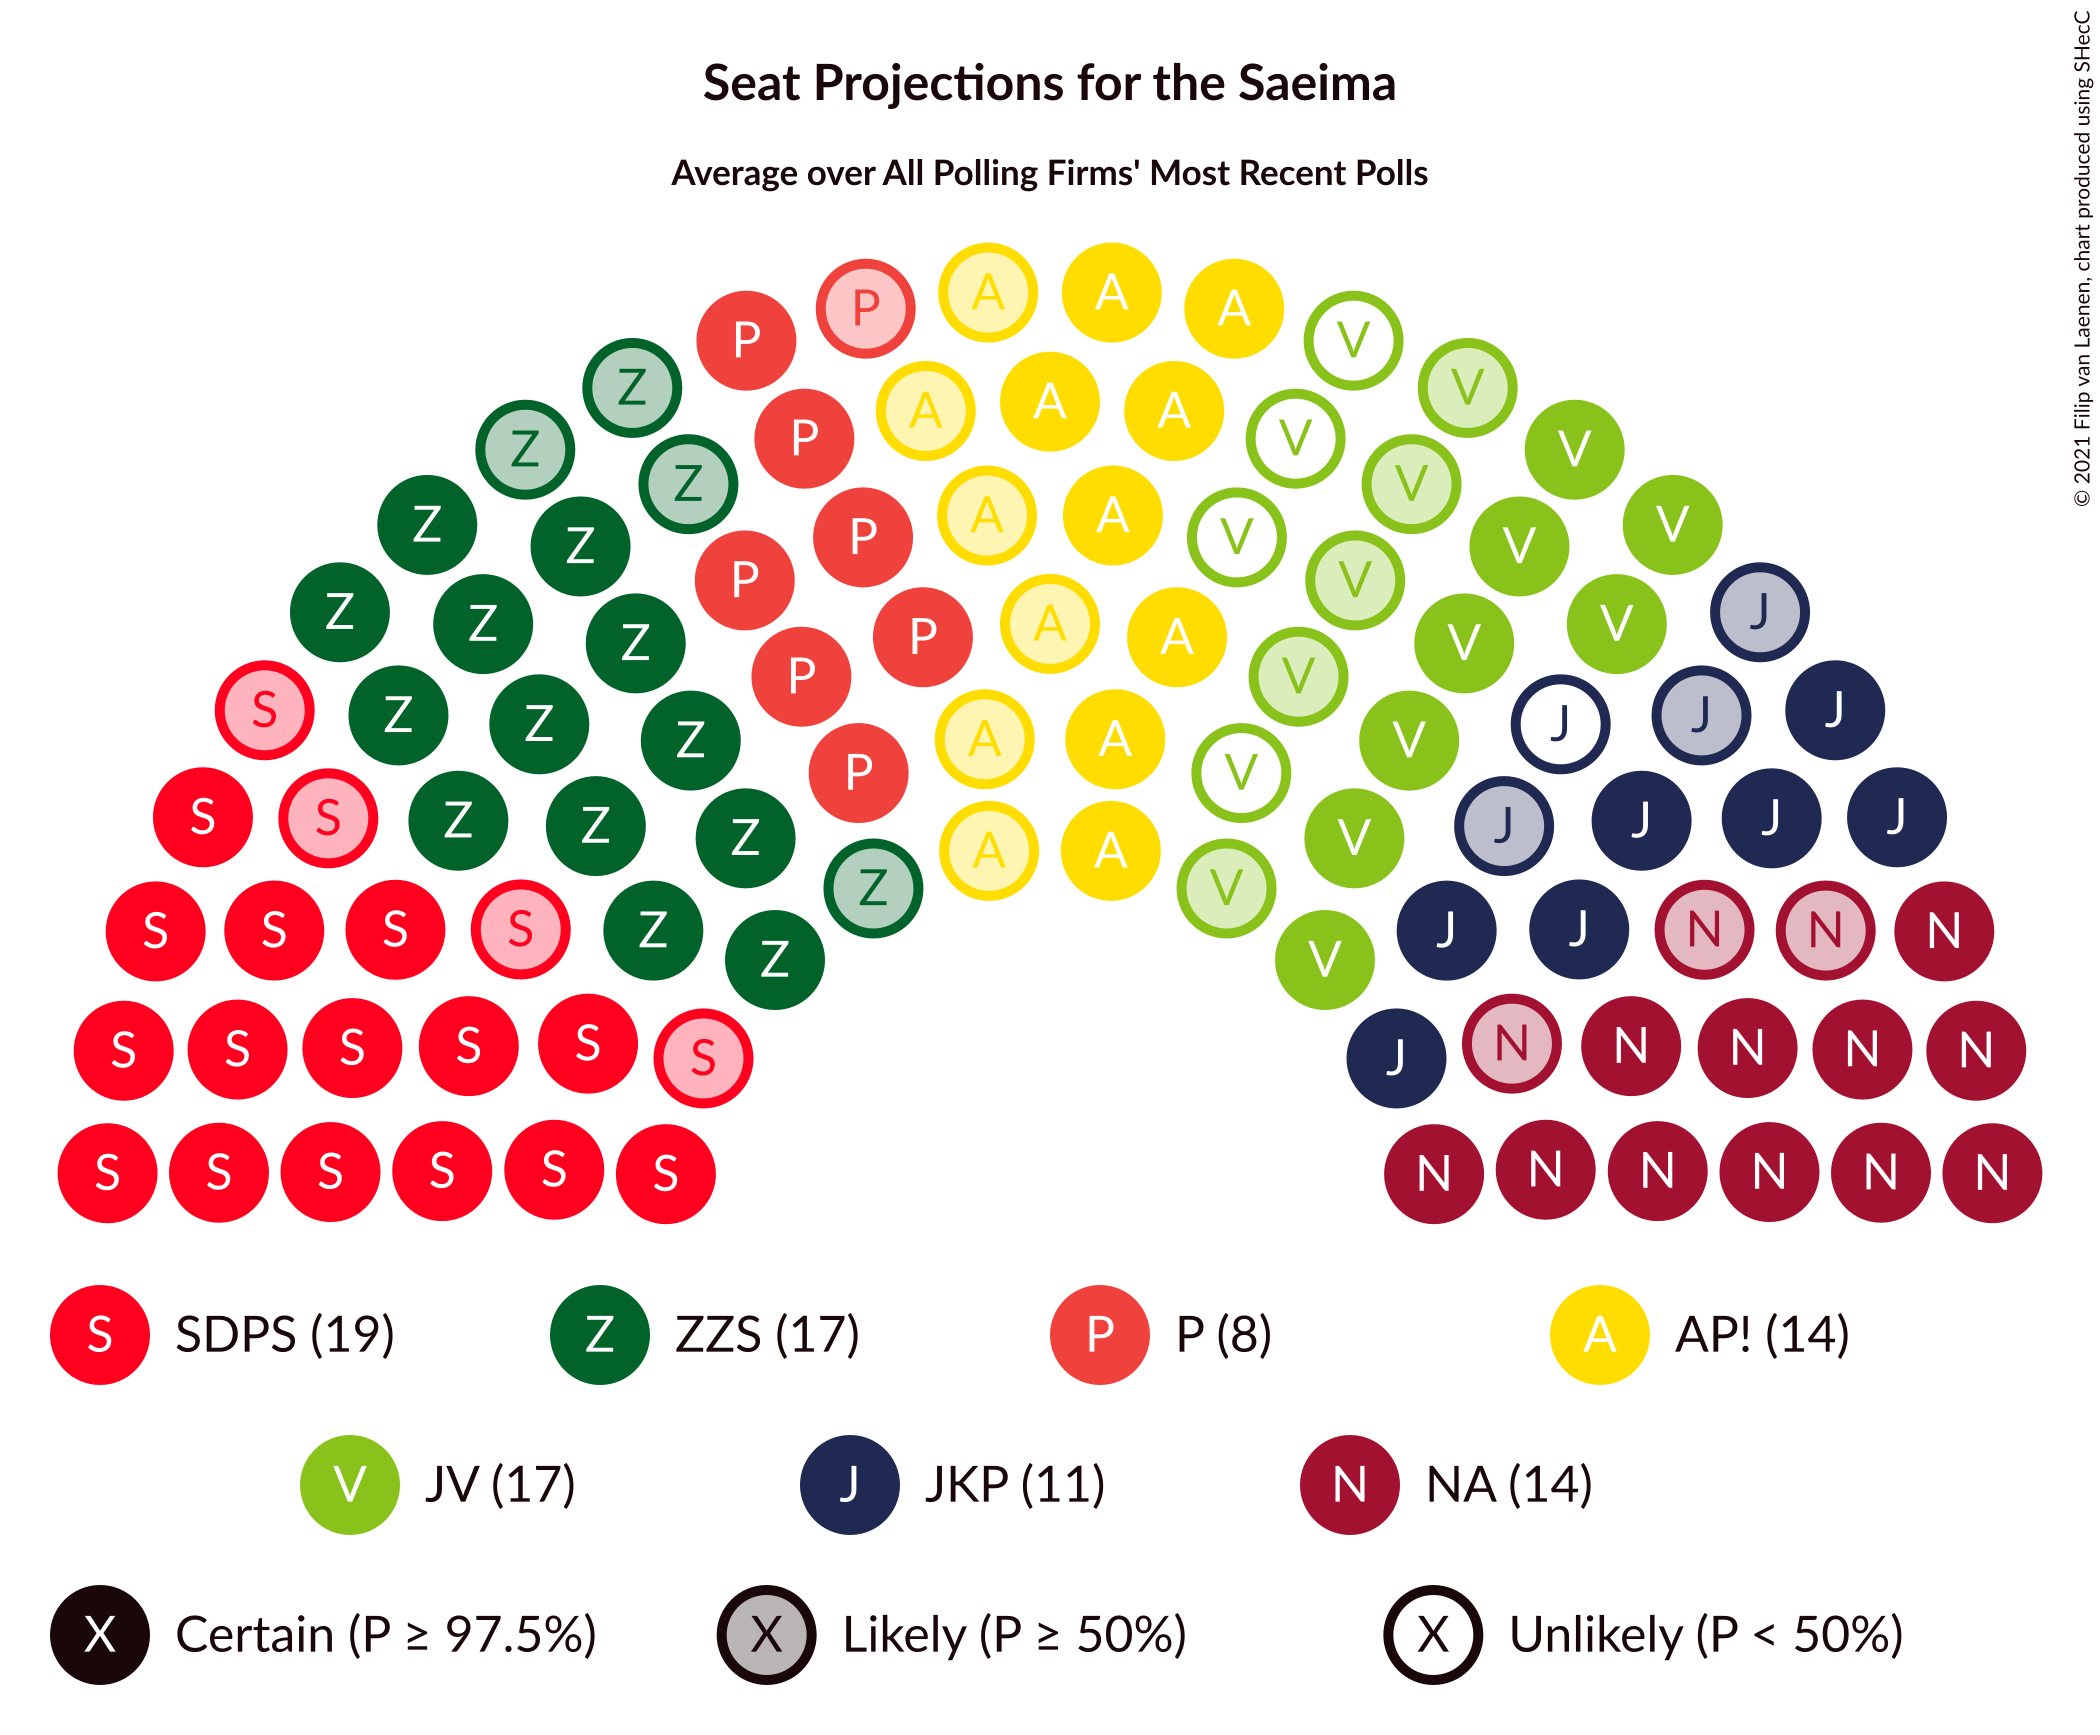 Seat Projections for the Saeima
Average over All Polling Firms' Most Recent Polls
© 2021 Filip van Laenen, chart produced using SHecC
A A A
P P V
P V
Z A A A V
Z P V V
Z Z P A A V V V V
Z Z P V V
Z Z Z P P A A V V V J
Z Z P V V J J J
S Z Z P A A V V J
S S Z Z Z A A V J J J J
Z V
S S S S Z Z V J J N N N
S S S S S S J N N N N N
S S S S S S N N N N N N
S SDPS (19) Z ZZS (17) P P (8) A AP! (14)
V JV (17) J JKP (11) N NA (14)
X Certain (P ≥ 97.5%) X Likely (P ≥ 50%) X Unlikely (P < 50%)